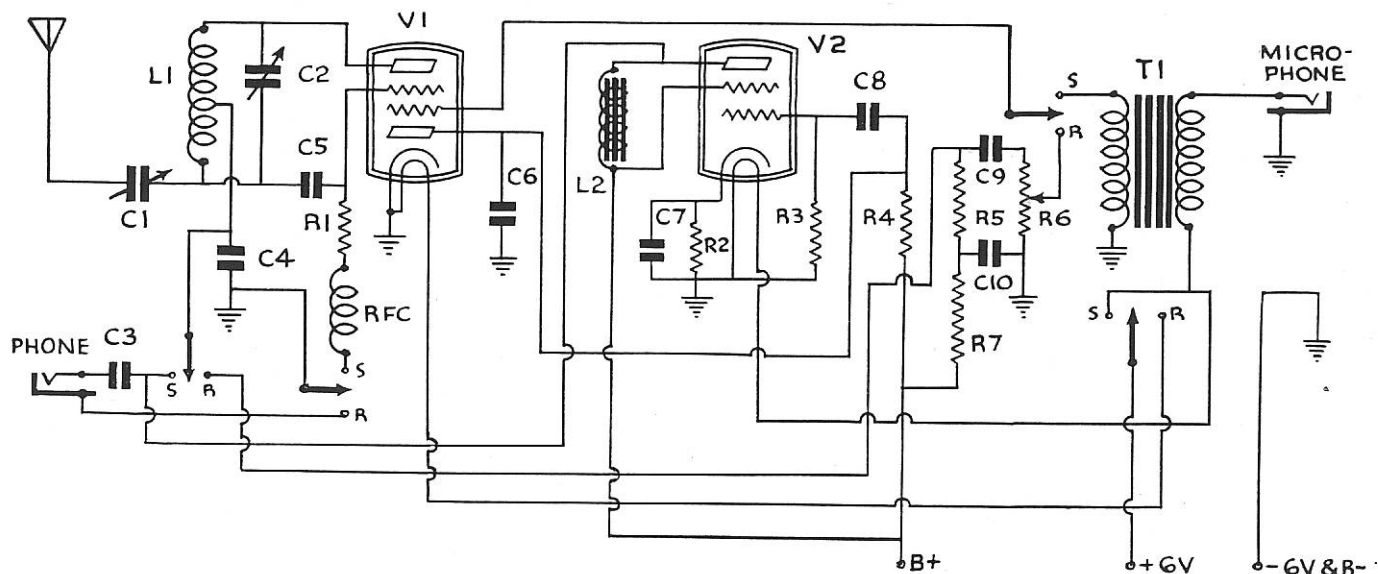 V1
V2
MICRO-
PHONE
L1
C2
C8
T1
S
R
C5
C6
L2
C9
C1
R1
C7
R2
R3
R4
R5
R6
C4
C10
RFC
R7
S
R
PHONE
C3
S
R
S
R
B+
+6V
-6V & B-